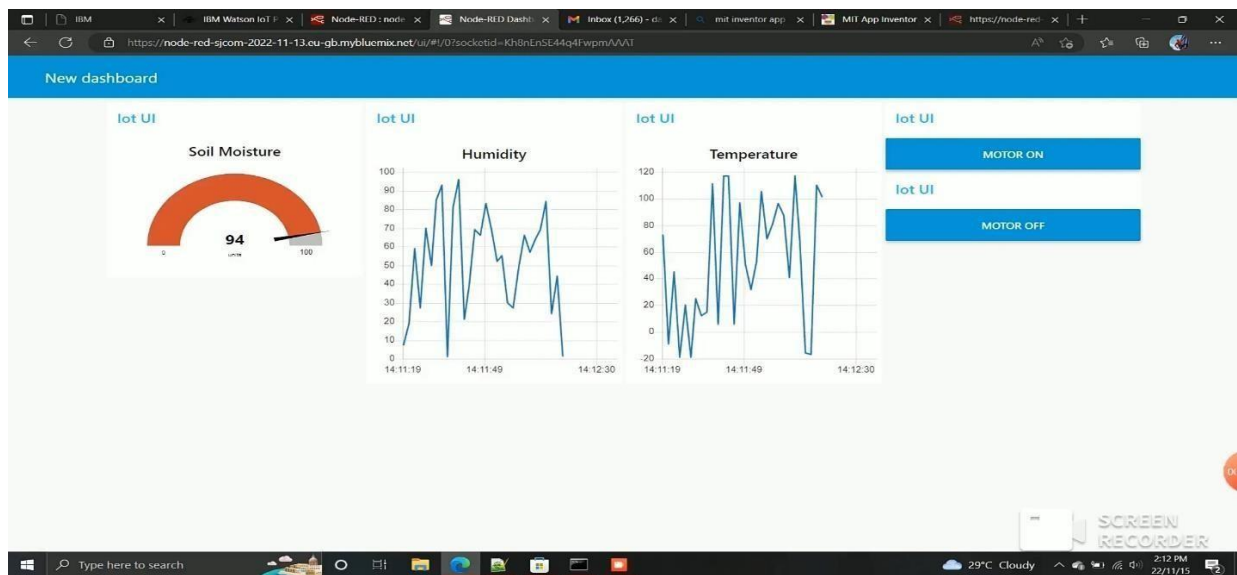 IBM
IBM Watson IoT P
Node-RED : node
Node-RED Dashb
Inbox (1,266) - da
mit inventor app
MIT App Inventor
https://node-red-
https://node-red-sjcom-2022-11-13.eu-gb.mybluemix.net/ui/#!/0?socketid=
New dashboard
Iot UI
Soil Moisture
94
units
0
100
Iot UI
Humidity
100
90
80
70
60
50
40
30
20
10
0
14:11:19
14:11:49
14:12:30
Iot UI
Temperature
120
100
80
60
40
20
0
-20
14:11:19
14:11:49
14:12:30
Iot UI
MOTOR ON
Iot UI
MOTOR OFF
SCREEN
RECORDER
Type here to search
29°C Cloudy
2:12 PM
22/11/15
2